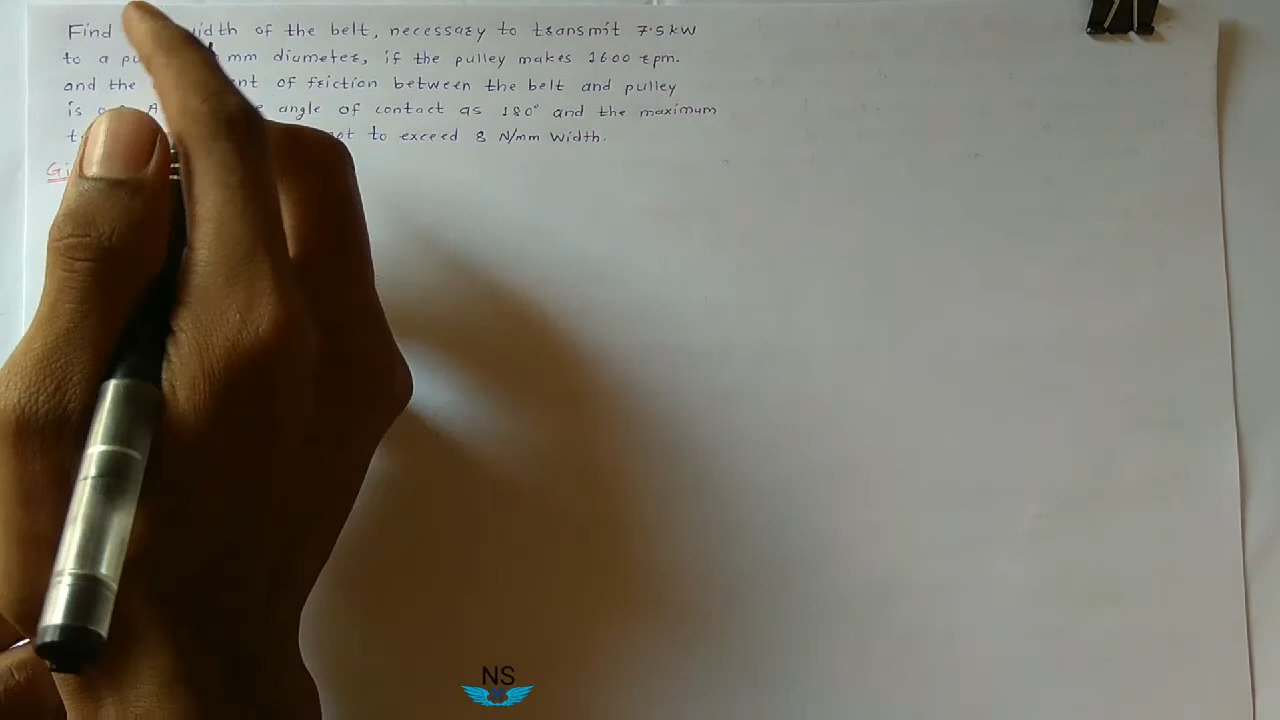 Find width of the belt, necessary to transmit 7.5 kW
to a mm diameter, if the pulley makes 1600 rpm.
and the of friction between the belt and pulley
is angle of contact as 180° and the maximum
to exceed 8 N/mm width.
NS